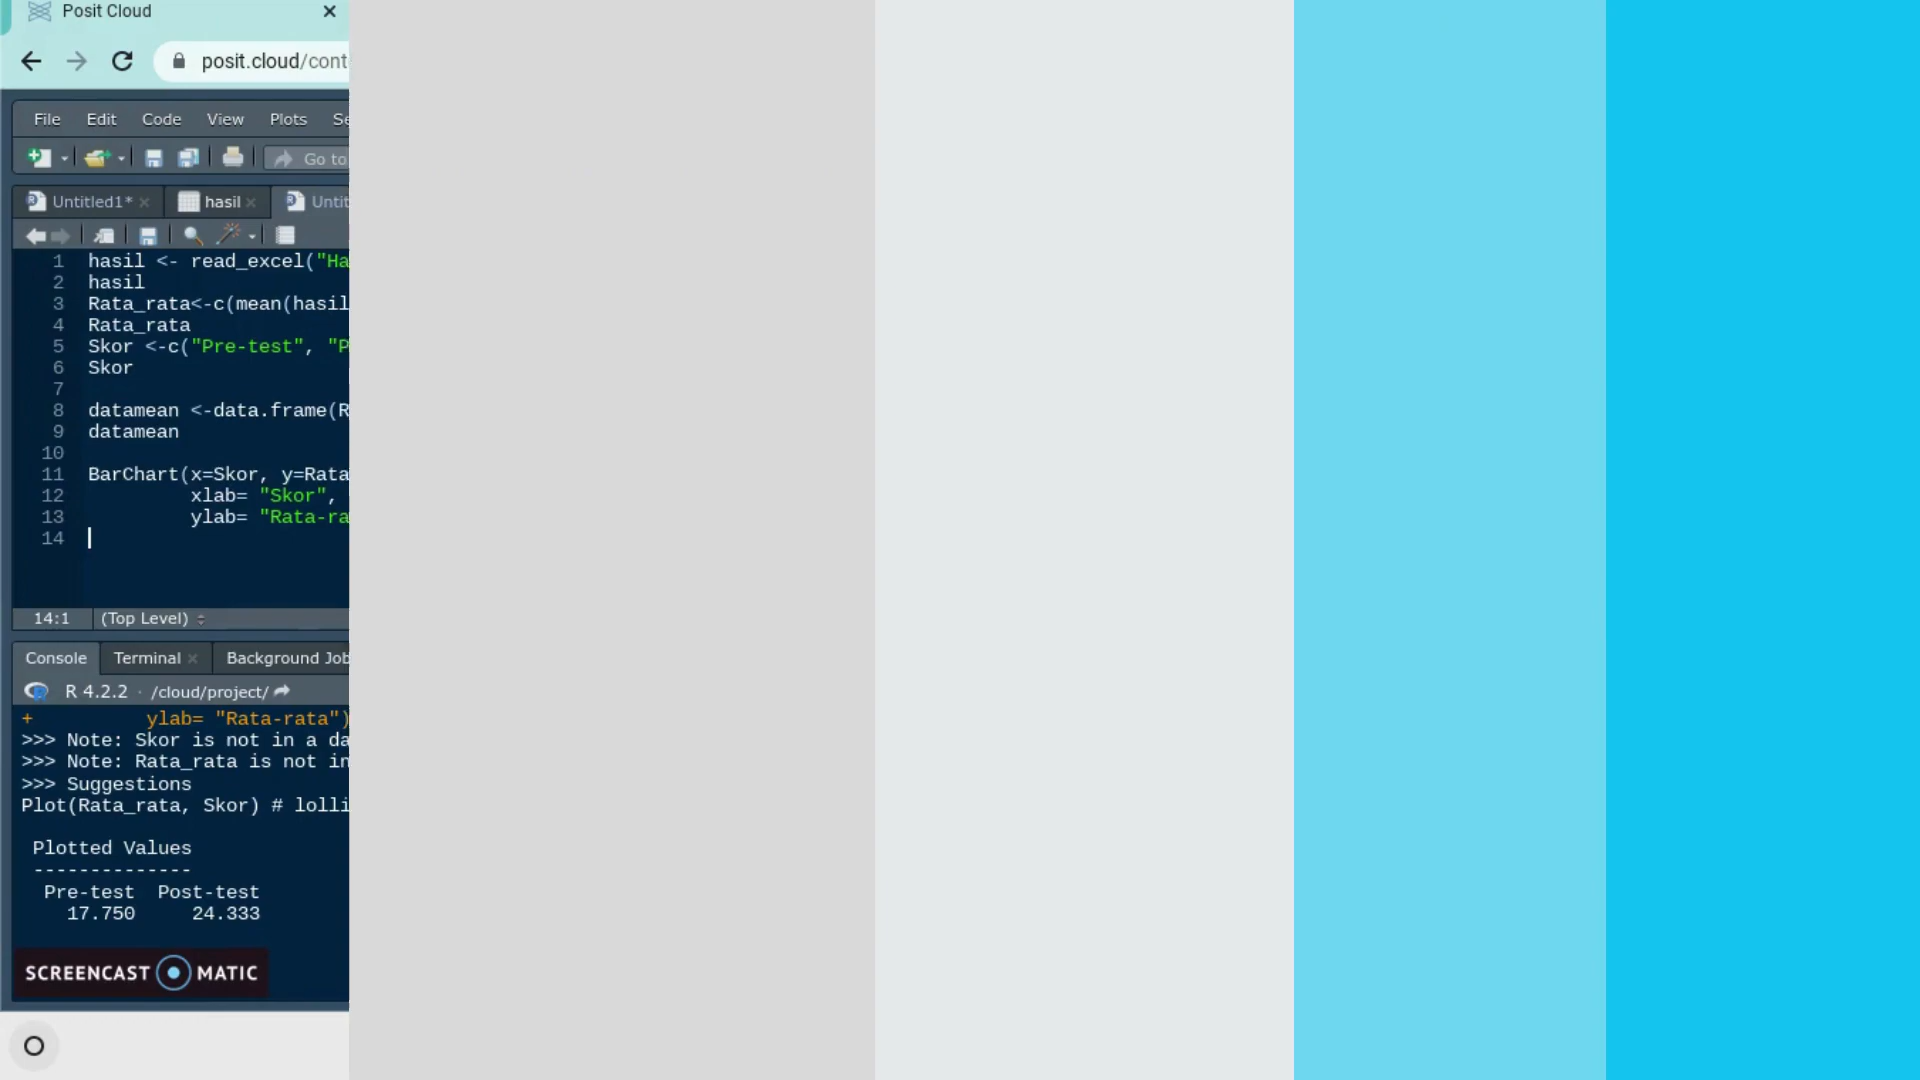 Posit Cloud
posit.cloud/cont
File Edit Code View Plots Se
Go to
Untitled1* hasil Untit
1 hasil <- read_excel("Ha
2 hasil
3 Rata_rata<-c(mean(hasil
4 Rata_rata
5 Skor <-c("Pre-test", "P
6 Skor
7
8 datamean <-data.frame(R
9 datamean
10
11 BarChart(x=Skor, y=Rata
12 xlab= "Skor",
13 ylab= "Rata-ra
14
14:1 (Top Level)
Console Terminal Background Job
R 4.2.2 · /cloud/project/
+ ylab= "Rata-rata")
>>> Note: Skor is not in a da
>>> Note: Rata_rata is not in
>>> Suggestions
Plot(Rata_rata, Skor) # lolli
Plotted Values
--------------
Pre-test Post-test
17.750 24.333
SCREENCAST MATIC